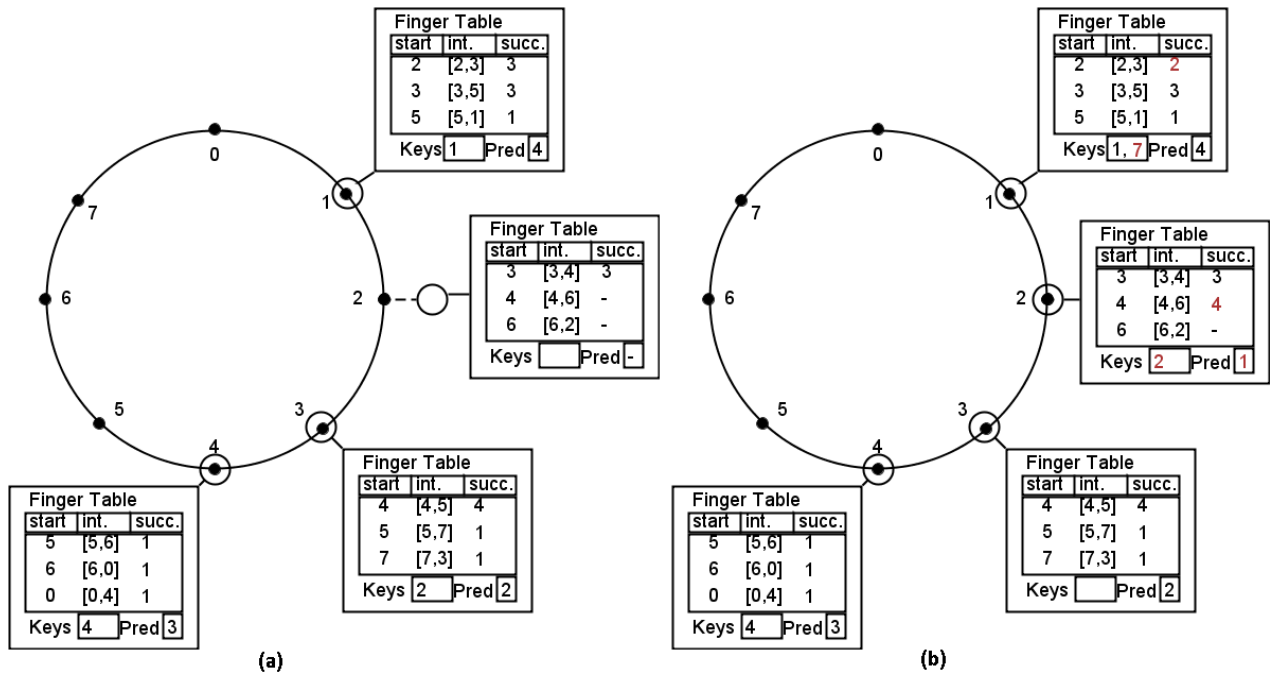 Finger Table
start int. succ.
2 [2,3] 3
3 [3,5] 3
5 [5,1] 1
Keys 1 Pred 4
0
1
2
3
4
5
6
7
Finger Table
start int. succ.
3 [3,4] 3
4 [4,6] -
6 [6,2] -
Keys Pred -
Finger Table
start int. succ.
4 [4,5] 4
5 [5,7] 1
7 [7,3] 1
Keys 2 Pred 2
Finger Table
start int. succ.
5 [5,6] 1
6 [6,0] 1
0 [0,4] 1
Keys 4 Pred 3
(a)
Finger Table
start int. succ.
2 [2,3] 2
3 [3,5] 3
5 [5,1] 1
Keys 1, 7 Pred 4
0
1
2
3
4
5
6
7
Finger Table
start int. succ.
3 [3,4] 3
4 [4,6] 4
6 [6,2] -
Keys 2 Pred 1
Finger Table
start int. succ.
4 [4,5] 4
5 [5,7] 1
7 [7,3] 1
Keys Pred 2
Finger Table
start int. succ.
5 [5,6] 1
6 [6,0] 1
0 [0,4] 1
Keys 4 Pred 3
(b)